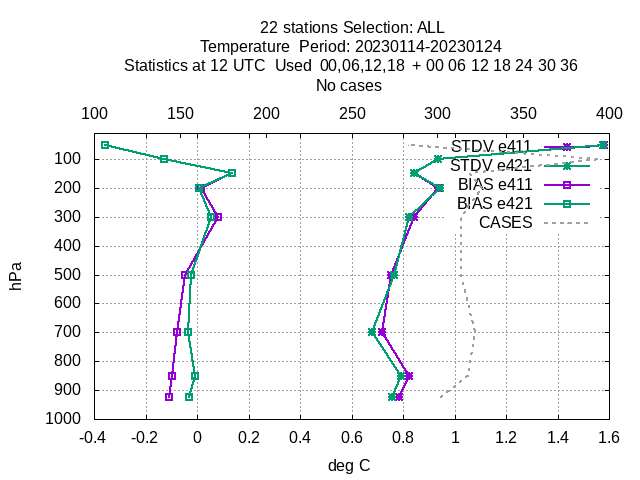 22 stations Selection: ALL
Temperature  Period: 20230114-20230124
Statistics at 12 UTC  Used  00,06,12,18  + 00 06 12 18 24 30 36
No cases
100 150 200 250 300 350 400
STDV e411
STDV e421
BIAS e411
BIAS e421
CASES
100
200
300
400
500
600
700
800
900
1000
hPa
-0.4 -0.2 0 0.2 0.4 0.6 0.8 1 1.2 1.4 1.6
deg C